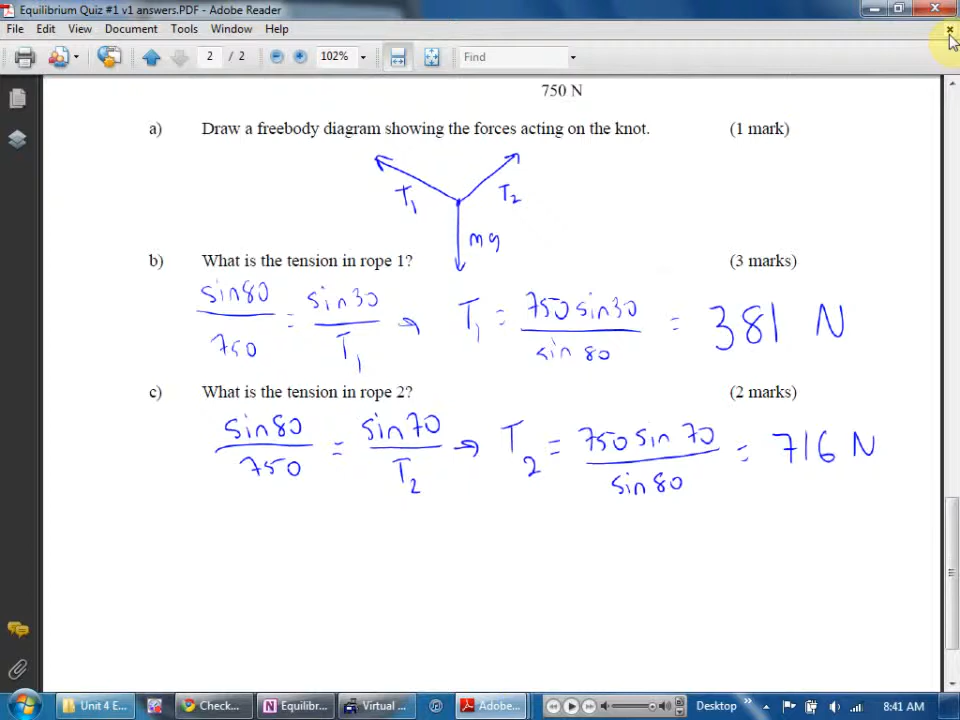 Equilibrium Quiz #1 v1 answers.PDF - Adobe Reader
File Edit View Document Tools Window Help
2 / 2 102% Find
750 N
a) Draw a freebody diagram showing the forces acting on the knot. (1 mark)
T1 T2
mg
b) What is the tension in rope 1? (3 marks)
sin80/750 = sin30/T1 → T1 = 750sin30/sin 80 = 381 N
c) What is the tension in rope 2? (2 marks)
sin80/750 = sin70/T2 → T2 = 750sin 70/sin80 = 716 N
Unit 4 E... Check... Equilibr... Virtual ... Adobe... Desktop 8:41 AM